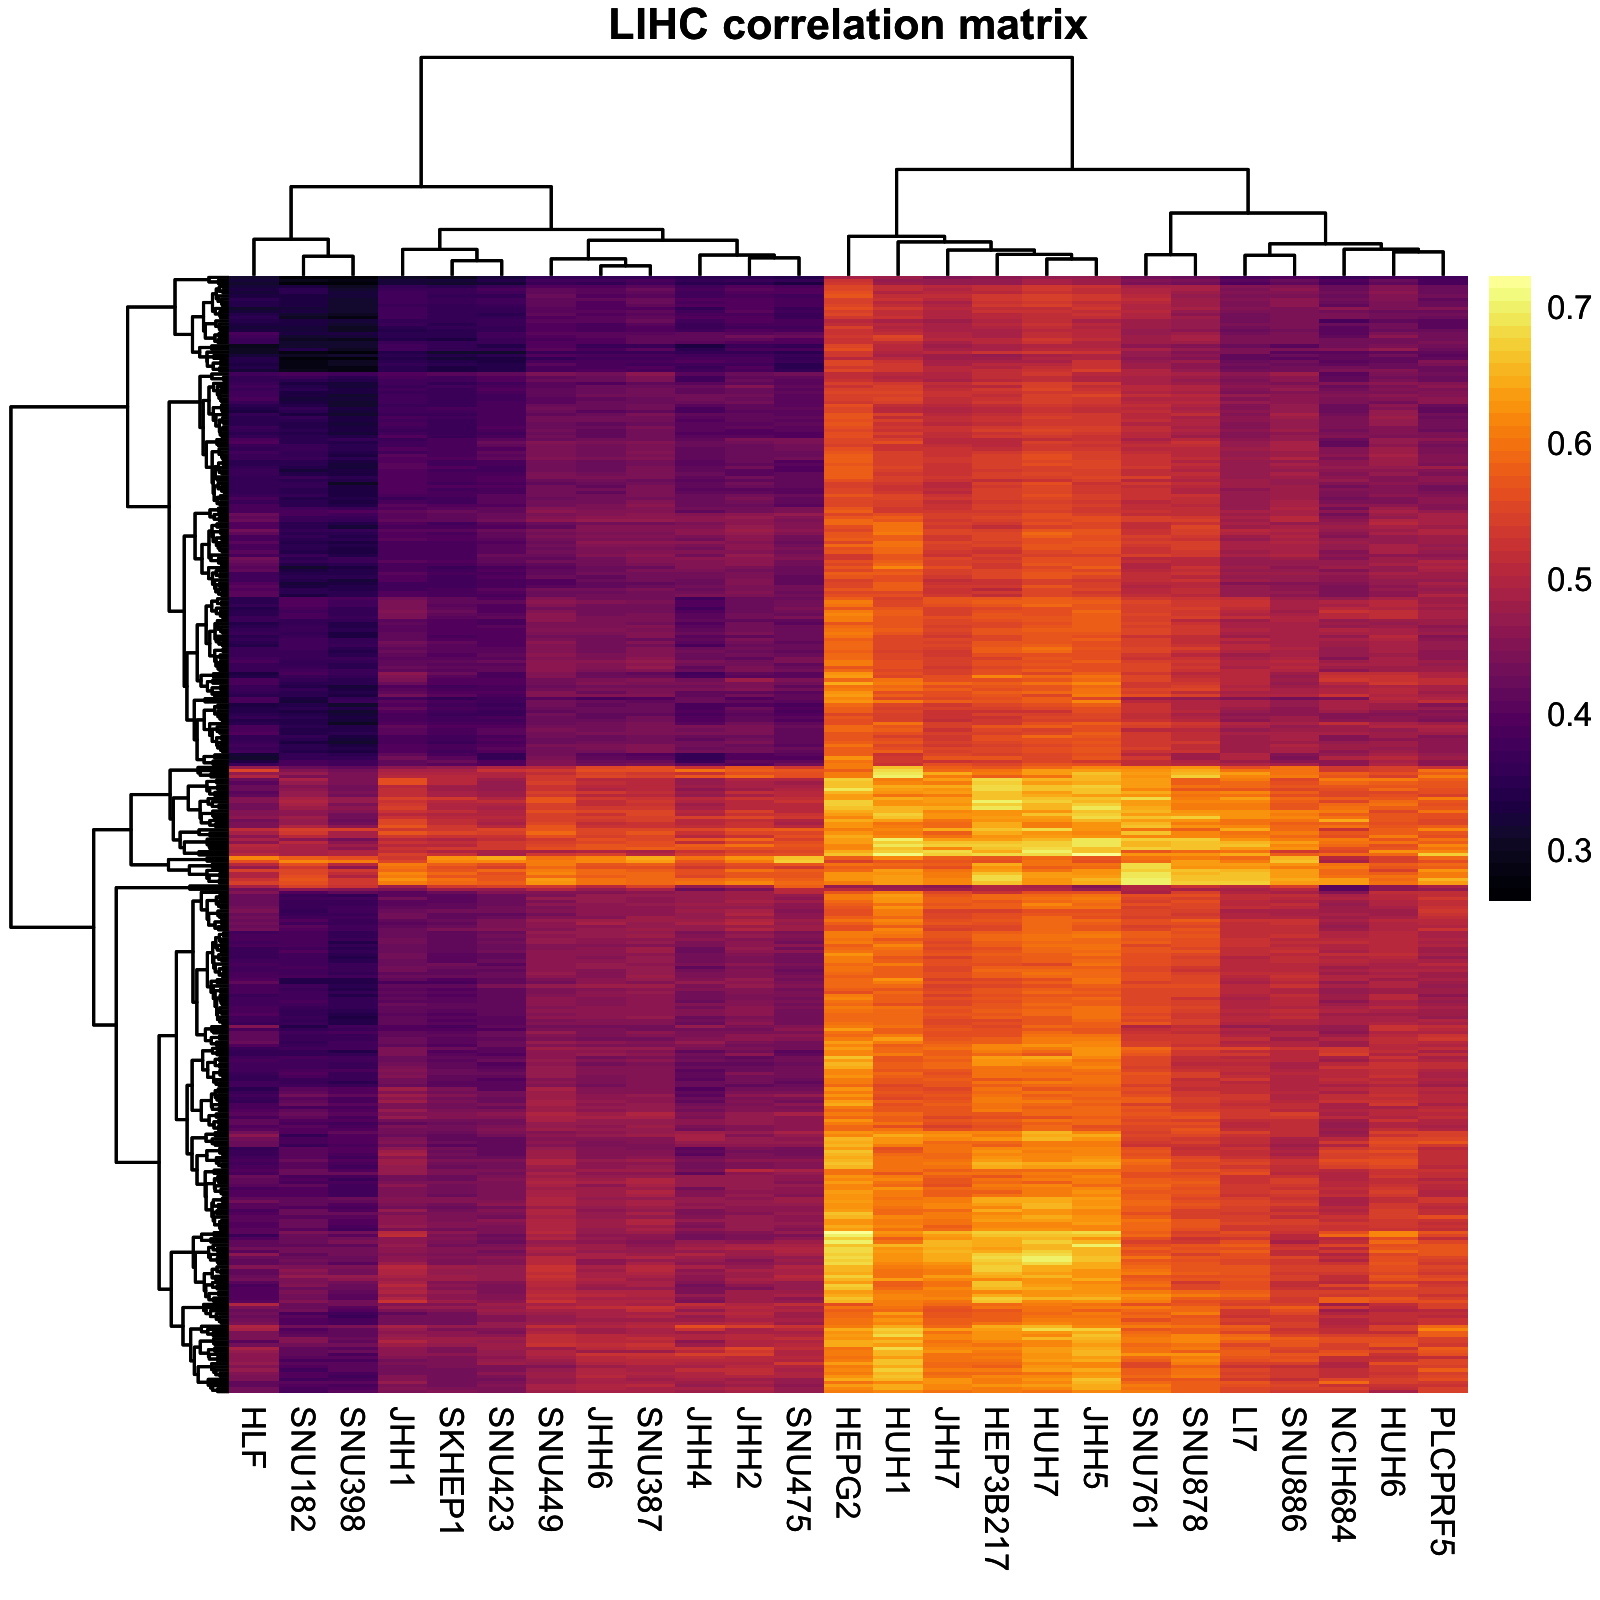 LIHC correlation matrix
0.7
0.6
0.5
0.4
0.3
HLF
SNU182
SNU398
JHH1
SKHEP1
SNU423
SNU449
JHH6
SNU387
JHH4
JHH2
SNU475
HEPG2
HUH1
JHH7
HEP3B217
HUH7
JHH5
SNU761
SNU878
LI7
SNU886
NCIH684
HUH6
PLCPRF5